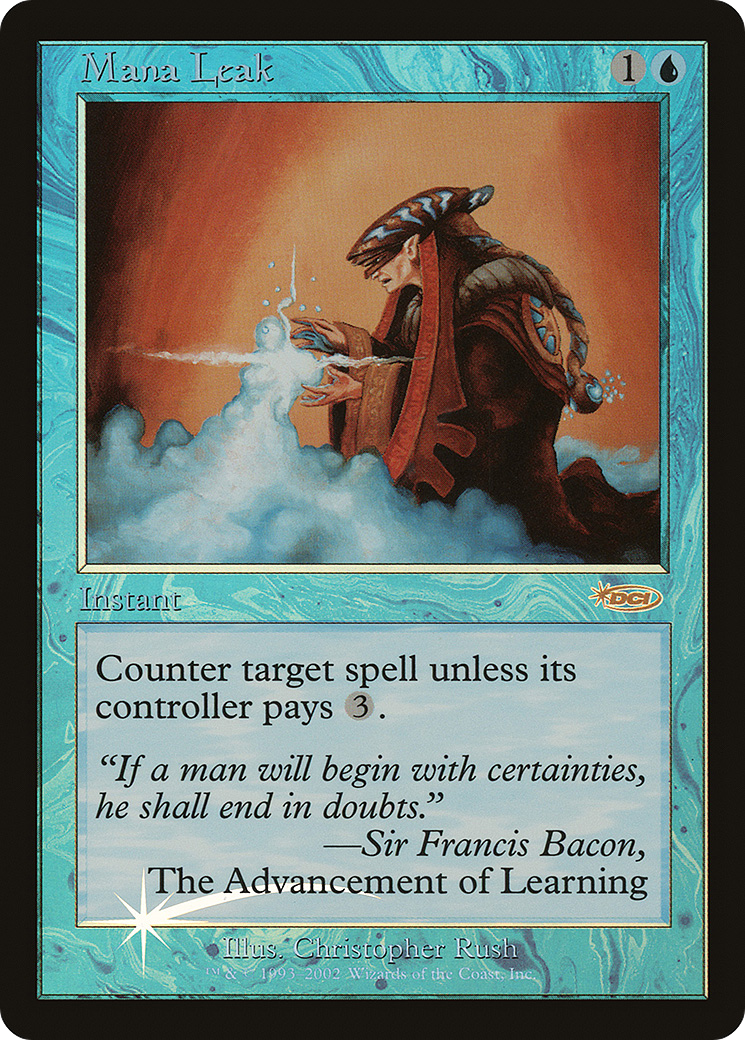 Mana Leak 1
Instant
DCI
Counter target spell unless its
controller pays 3.
“If a man will begin with certainties,
he shall end in doubts.”
—Sir Francis Bacon,
The Advancement of Learning
Illus. Christopher Rush
™ & © 1993–2002 Wizards of the Coast, Inc.